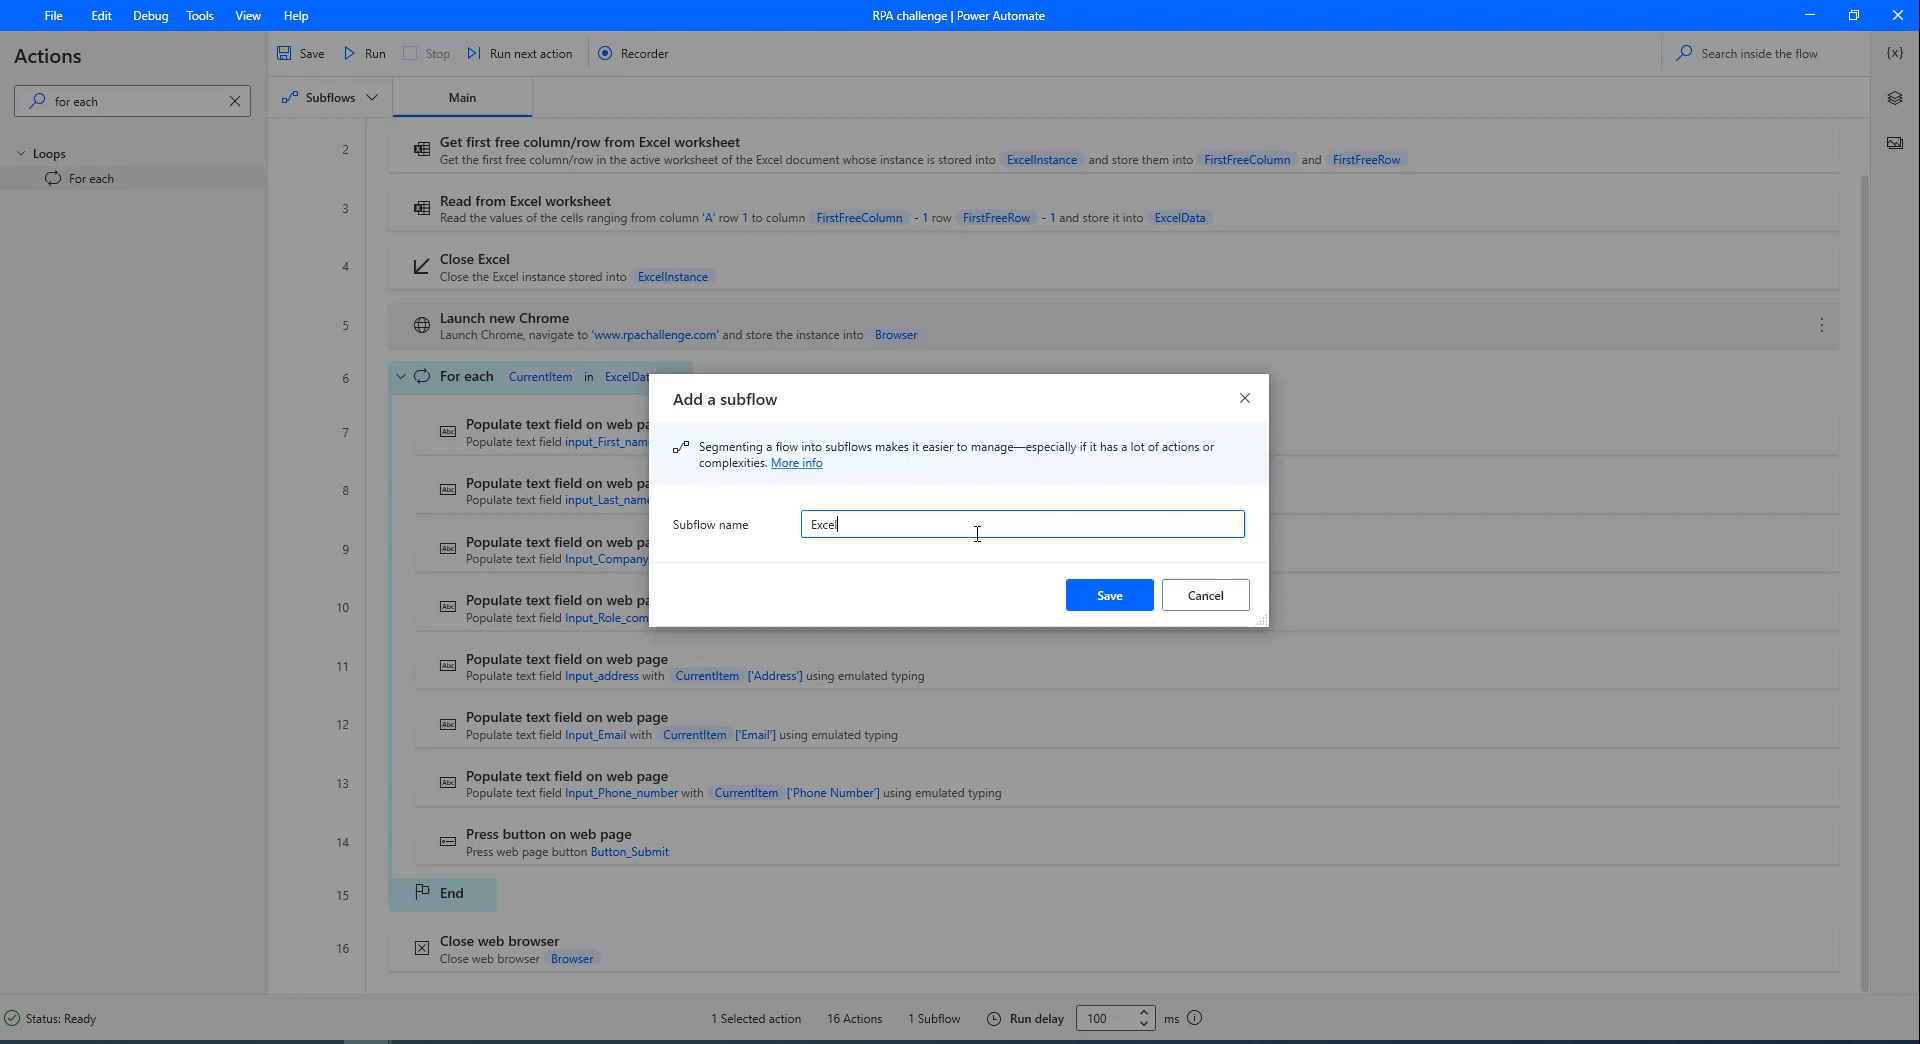 File Edit Debug Tools View Help
RPA challenge | Power Automate
Actions
Save Run Stop Run next action Recorder
Search inside the flow
{x}
for each
Subflows
Main
Loops
For each
2
Get first free column/row from Excel worksheet
Get the first free column/row in the active worksheet of the Excel document whose instance is stored into ExcelInstance and store them into FirstFreeColumn and FirstFreeRow
3
Read from Excel worksheet
Read the values of the cells ranging from column 'A' row 1 to column FirstFreeColumn - 1 row FirstFreeRow - 1 and store it into ExcelData
4
Close Excel
Close the Excel instance stored into ExcelInstance
5
Launch new Chrome
Launch Chrome, navigate to 'www.rpachallenge.com' and store the instance into Browser
6
For each CurrentItem in ExcelDat
Add a subflow
Segmenting a flow into subflows makes it easier to manage—especially if it has a lot of actions or
complexities. More info
Subflow name
Excel
Save
Cancel
7
Populate text field on web pa
Populate text field input_First_name
8
Populate text field on web pa
Populate text field input_Last_name
9
Populate text field on web pa
Populate text field Input_Company
10
Populate text field on web pa
Populate text field Input_Role_com
11
Populate text field on web page
Populate text field Input_address with CurrentItem ['Address'] using emulated typing
12
Populate text field on web page
Populate text field Input_Email with CurrentItem ['Email'] using emulated typing
13
Populate text field on web page
Populate text field Input_Phone_number with CurrentItem ['Phone Number'] using emulated typing
14
Press button on web page
Press web page button Button_Submit
15
End
16
Close web browser
Close web browser Browser
Status: Ready
1 Selected action
16 Actions
1 Subflow
Run delay
100
ms